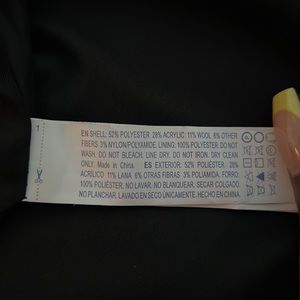 1
EN SHELL: 52% POLYESTER 28% ACRYLIC: 11% WOOL 6% OTHER
FIBERS 3% NYLON/POLYAMIDE. LINING: 100% POLYESTER. DO NOT
WASH. DO NOT BLEACH. LINE DRY. DO NOT IRON. DRY CLEAN
ONLY. Made in China. ES EXTERIOR: 52% POLIÉSTER. 28%
ACRÍLICO 11% LANA 6% OTRAS FIBRAS 3% POLIAMIDA. FORRO:
100% POLIÉSTER. NO LAVAR. NO BLANQUEAR. SECAR COLGADO.
NO PLANCHAR. LAVADO EN SECO ÚNICAMENTE. HECHO EN CHINA.